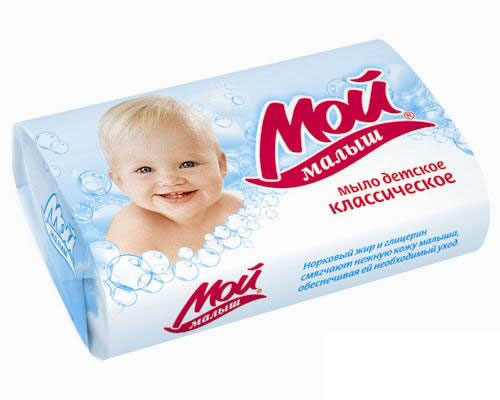 Мой®
малыш
мыло детское
классическое
Норковый жир и глицерин
смягчают нежную кожу малыша,
обеспечивая ей необходимый уход.
Мой®
малыш